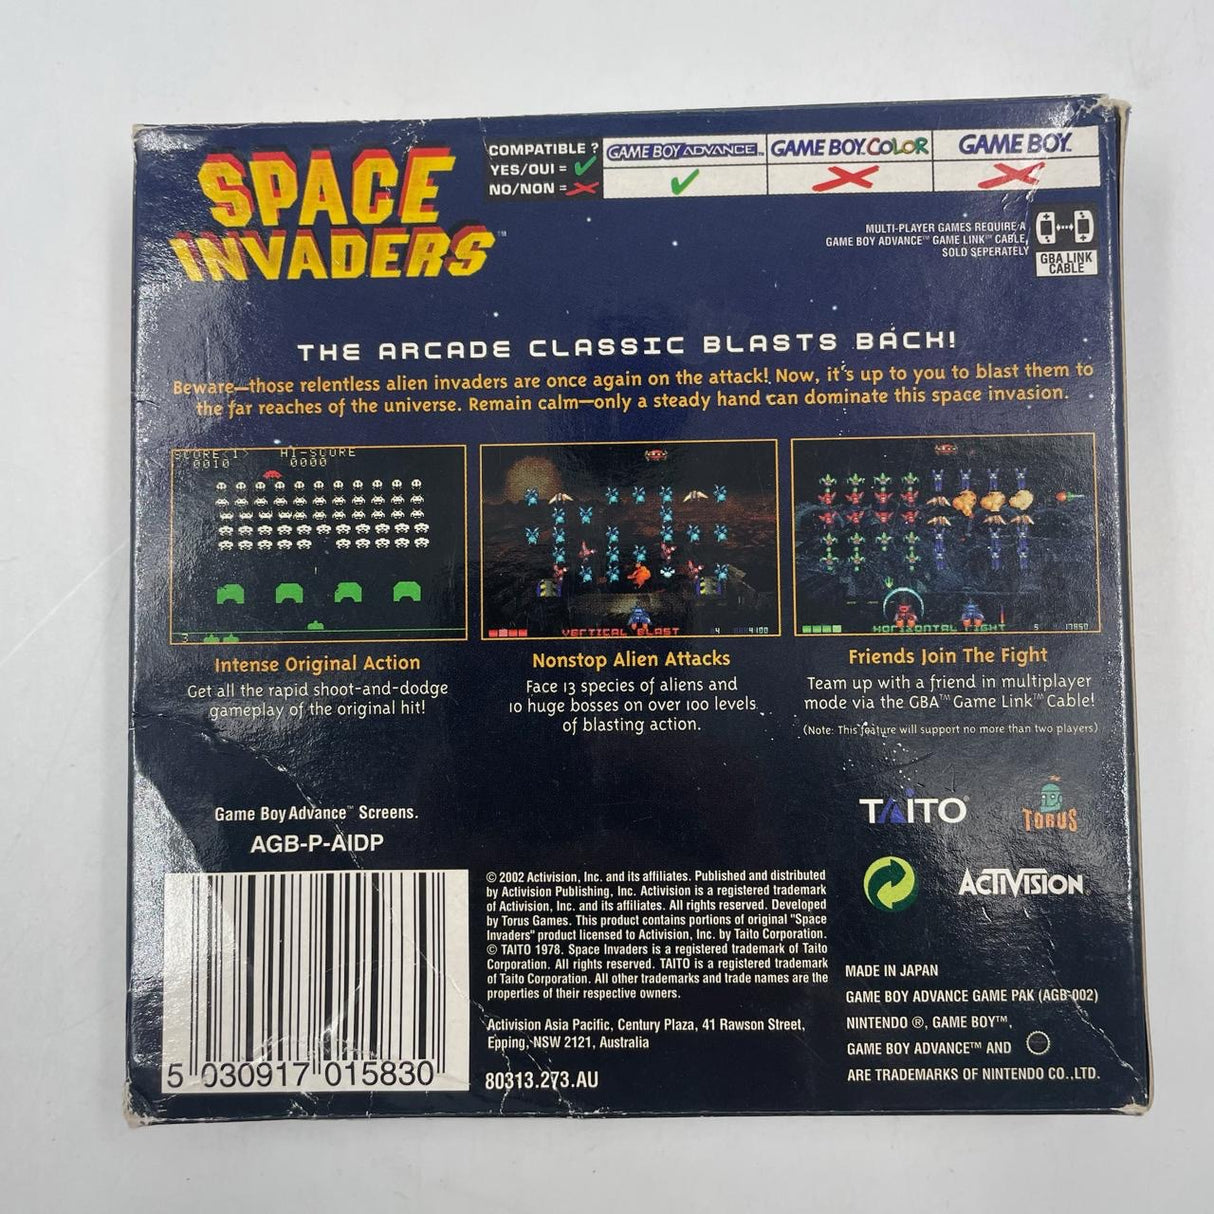 SPACE
INVADERS™
COMPATIBLE ?
YES/OUI =
NO/NON =
GAME BOY ADVANCE™
GAME BOY COLOR
GAME BOY™
MULTI-PLAYER GAMES REQUIRE A
GAME BOY ADVANCE™ GAME LINK™ CABLE,
SOLD SEPERATELY
GBA LINK
CABLE
THE ARCADE CLASSIC BLASTS BACK!
Beware—those relentless alien invaders are once again on the attack! Now, it's up to you to blast them to
the far reaches of the universe. Remain calm—only a steady hand can dominate this space invasion.
SCORE<1> HI-SCORE
0010 0000
3
VERTICAL BLAST
4
4100
HORIZONTAL FIGHT
5
17850
Intense Original Action
Get all the rapid shoot-and-dodge
gameplay of the original hit!
Nonstop Alien Attacks
Face 13 species of aliens and
10 huge bosses on over 100 levels
of blasting action.
Friends Join The Fight
Team up with a friend in multiplayer
mode via the GBA™ Game Link™ Cable!
(Note: This feature will support no more than two players)
Game Boy Advance™ Screens.
AGB-P-AIDP
TAITO®
TORUS
ACTIVISION
5 030917 015830
© 2002 Activision, Inc. and its affiliates. Published and distributed
by Activision Publishing, Inc. Activision is a registered trademark
of Activision, Inc. and its affiliates. All rights reserved. Developed
by Torus Games. This product contains portions of original "Space
Invaders" product licensed to Activision, Inc. by Taito Corporation.
© TAITO 1978. Space Invaders is a registered trademark of Taito
Corporation. All rights reserved. TAITO is a registered trademark
of Taito Corporation. All other trademarks and trade names are the
properties of their respective owners.
Activision Asia Pacific, Century Plaza, 41 Rawson Street,
Epping, NSW 2121, Australia
80313.273.AU
MADE IN JAPAN
GAME BOY ADVANCE GAME PAK (AGB-002)
NINTENDO ®, GAME BOY™,
GAME BOY ADVANCE™ AND
ARE TRADEMARKS OF NINTENDO CO.,LTD.